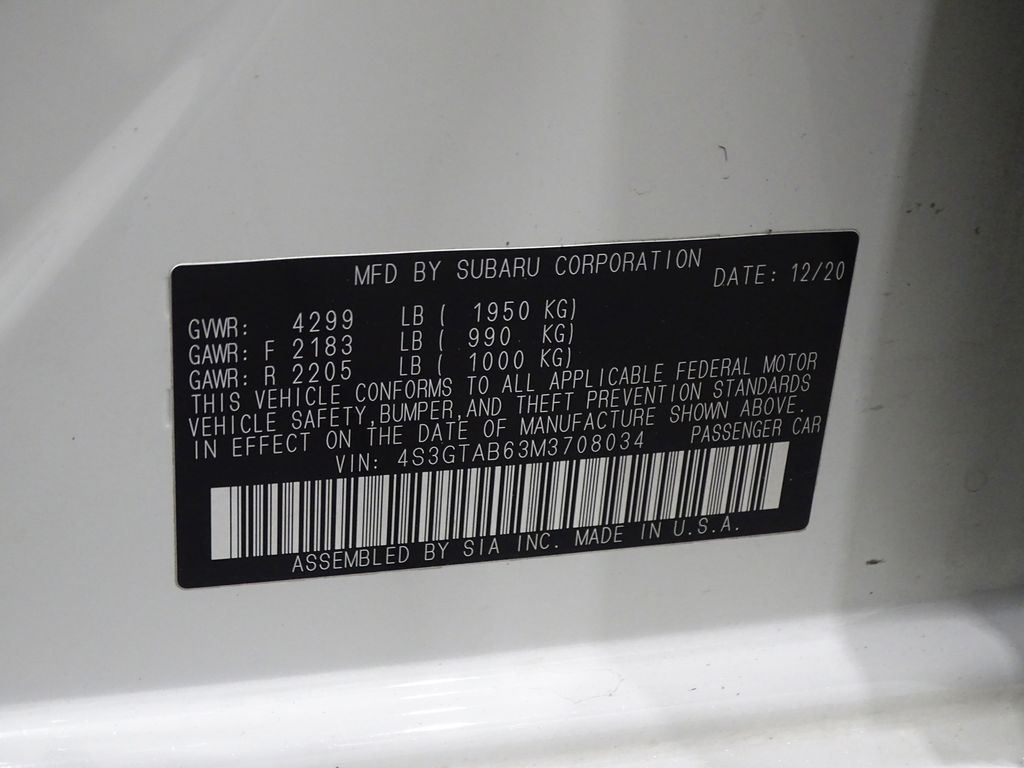 MFD BY SUBARU CORPORATION DATE: 12/20
GVWR: 4299 LB ( 1950 KG)
GAWR: F 2183 LB ( 990 KG)
GAWR: R 2205 LB ( 1000 KG)
THIS VEHICLE CONFORMS TO ALL APPLICABLE FEDERAL MOTOR
VEHICLE SAFETY,BUMPER,AND THEFT PREVENTION STANDARDS
IN EFFECT ON THE DATE OF MANUFACTURE SHOWN ABOVE.
VIN: 4S3GTAB63M3708034 PASSENGER CAR
ASSEMBLED BY SIA INC. MADE IN U.S.A.